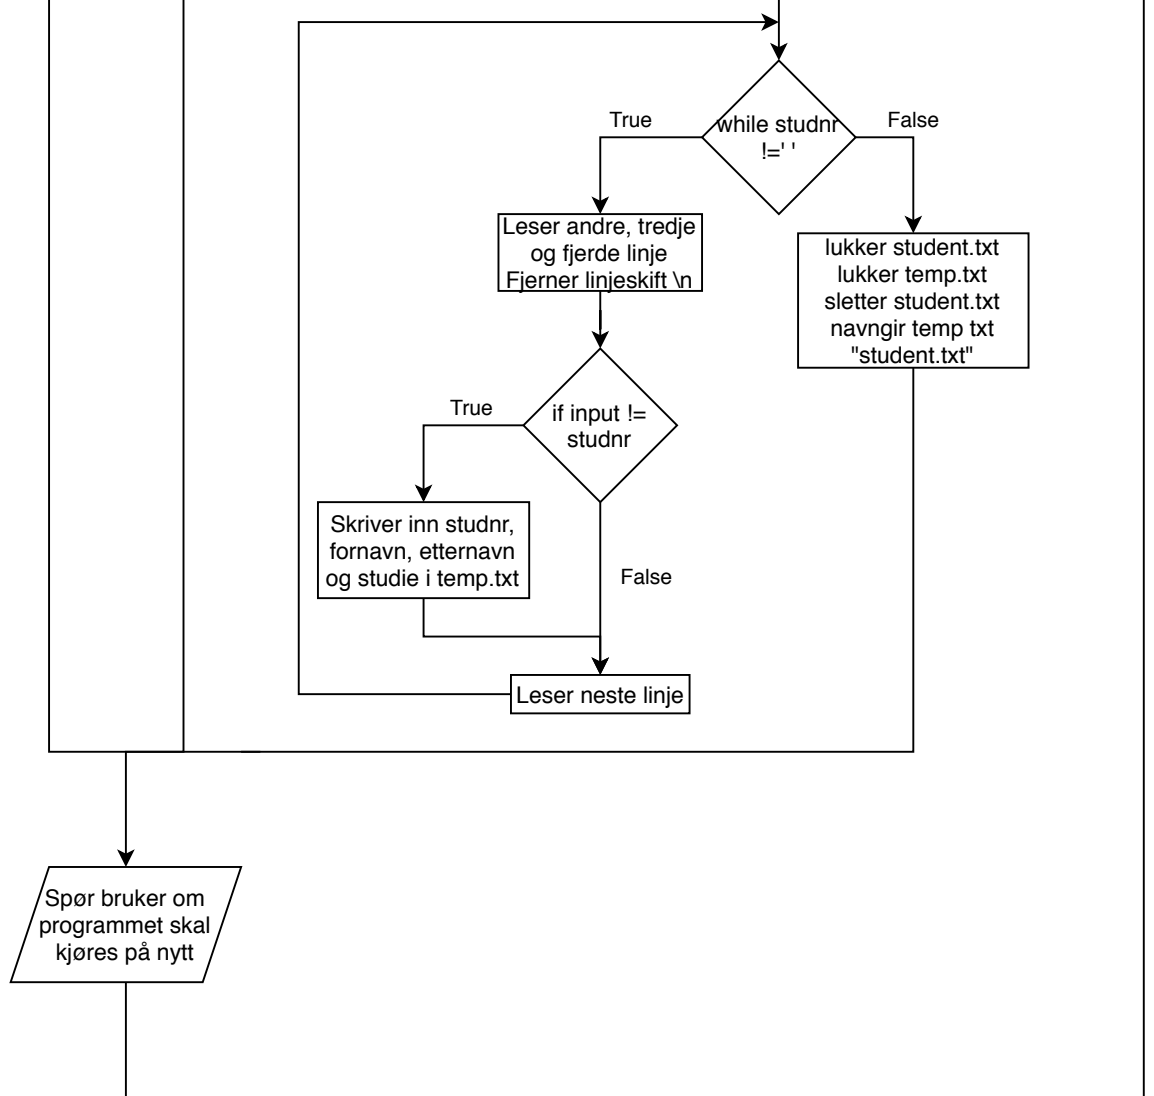 while studnr
!=' '
True
False
Leser andre, tredje
og fjerde linje
Fjerner linjeskift \n
lukker student.txt
lukker temp.txt
sletter student.txt
navngir temp txt
"student.txt"
if input !=
studnr
True
Skriver inn studnr,
fornavn, etternavn
og studie i temp.txt
False
Leser neste linje
Spør bruker om
programmet skal
kjøres på nytt